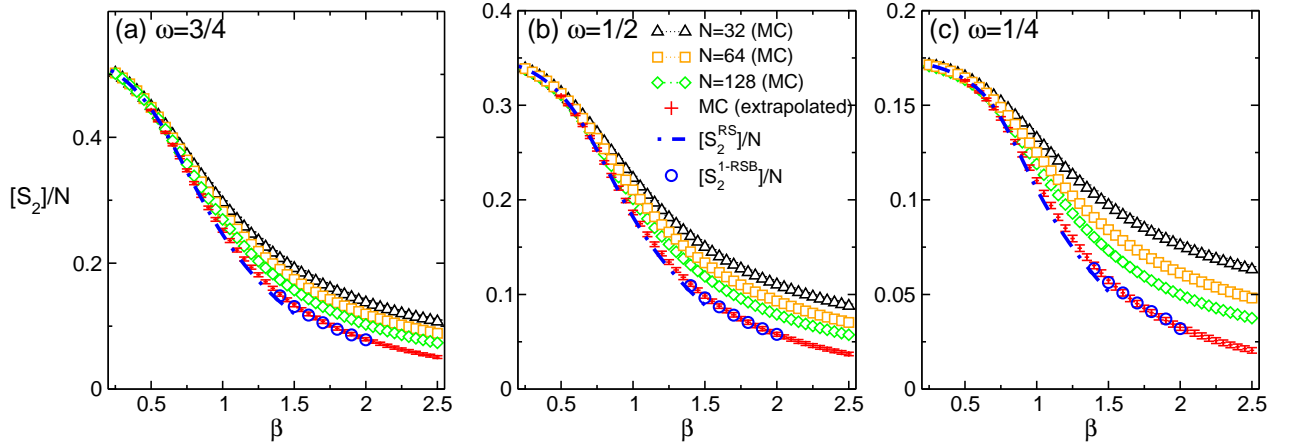 (a) ω=3/4
[S₂]/N
0.4
0.2
0
0.5 1 1.5 2 2.5
β
(b) ω=1/2
N=32 (MC)
N=64 (MC)
N=128 (MC)
MC (extrapolated)
[S₂^RS]/N
[S₂^1-RSB]/N
0.4
0.3
0.2
0.1
0
0.5 1 1.5 2 2.5
β
(c) ω=1/4
0.2
0.15
0.1
0.05
0
0.5 1 1.5 2 2.5
β